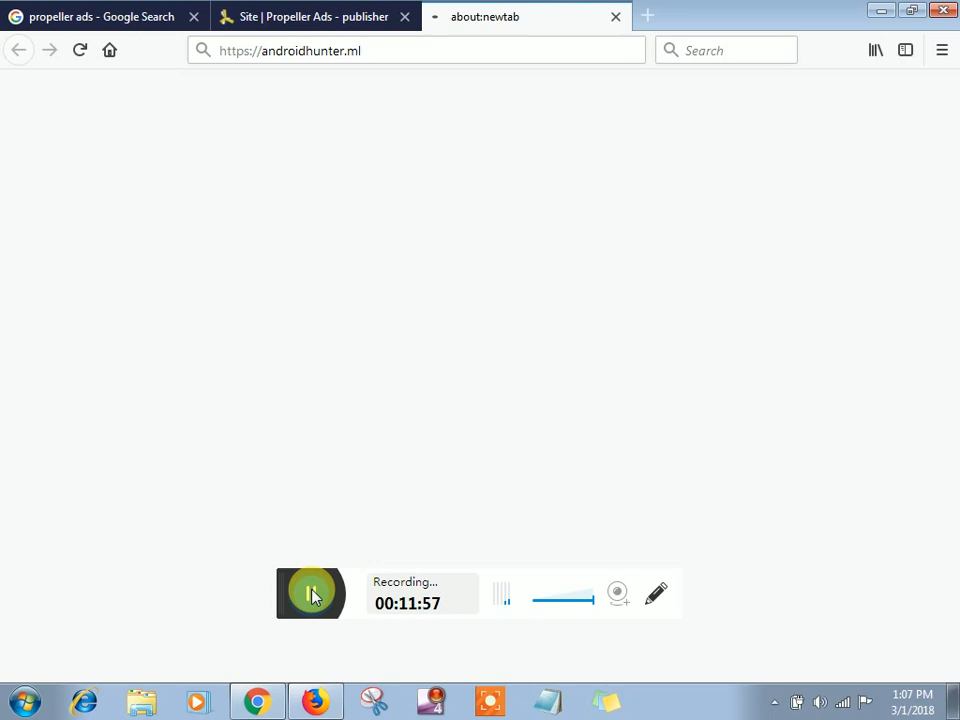 propeller ads - Google Search
Site | Propeller Ads - publisher
about:newtab
https://androidhunter.ml
Search
Recording...
00:11:57
4
1:07 PM
3/1/2018